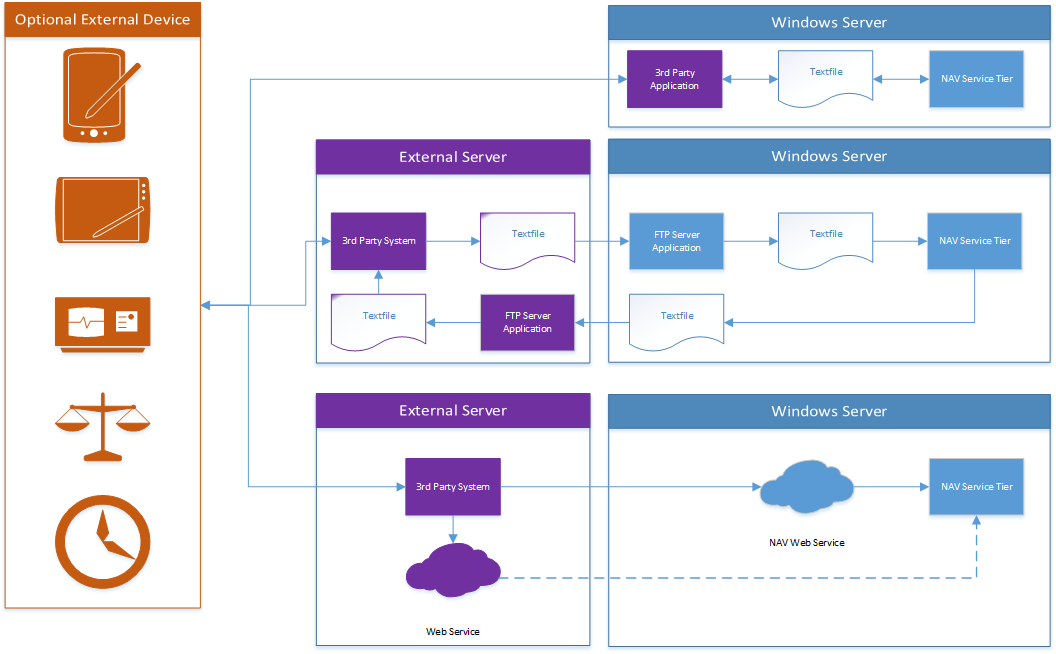 Optional External Device
Windows Server
3rd Party
Application
Textfile
NAV Service Tier
External Server
3rd Party System
Textfile
Textfile
FTP Server
Application
Windows Server
FTP Server
Application
Textfile
NAV Service Tier
Textfile
External Server
3rd Party System
Web Service
Windows Server
NAV Web Service
NAV Service Tier